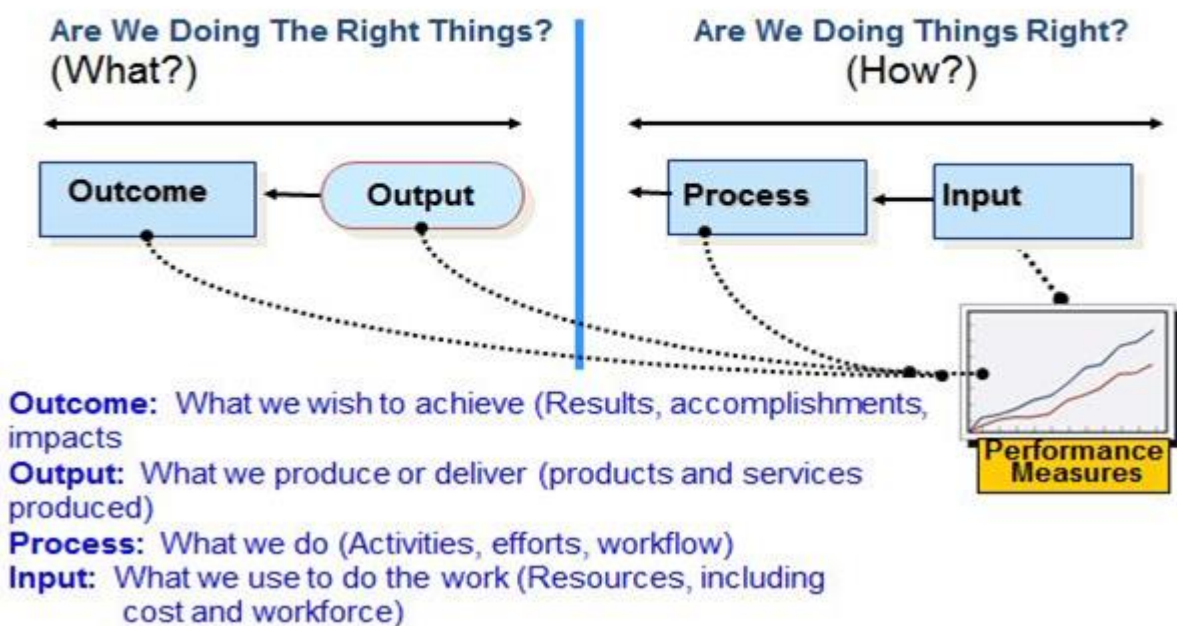 Are We Doing The Right Things?
(What?)
Are We Doing Things Right?
(How?)
Outcome
Output
Process
Input
Performance
Measures
Outcome: What we wish to achieve (Results, accomplishments,
impacts
Output: What we produce or deliver (products and services
produced)
Process: What we do (Activities, efforts, workflow)
Input: What we use to do the work (Resources, including
cost and workforce)